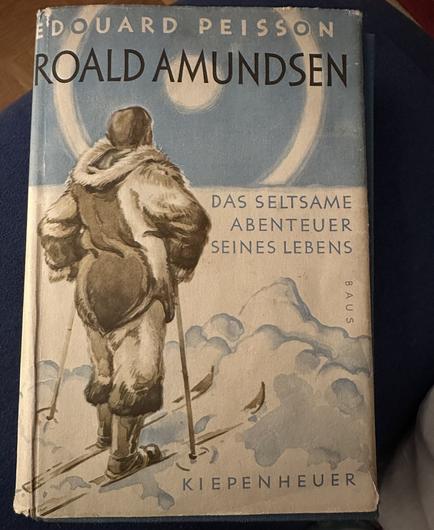 EDOUARD PEISSON
ROALD AMUNDSEN
DAS SELTSAME
ABENTEUER
SEINES LEBENS
BAUS
KIEPENHEUER